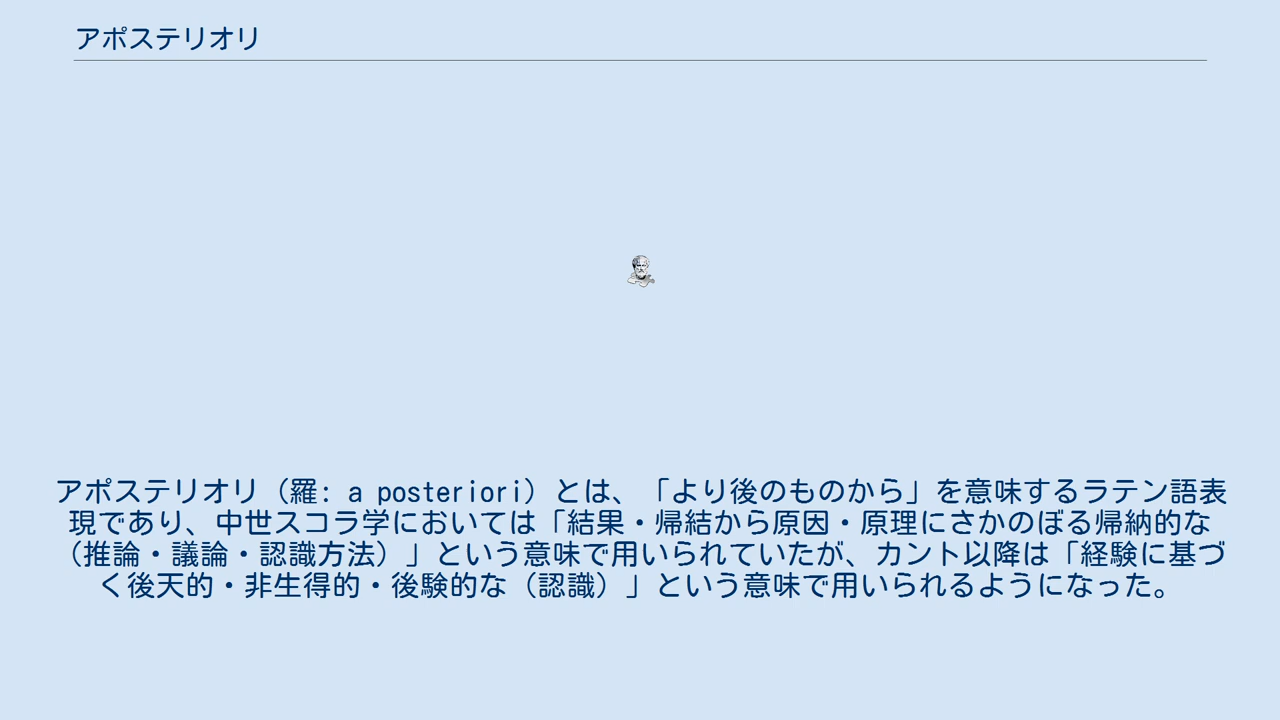 アポステリオリ
アポステリオリ（羅: a posteriori）とは、「より後のものから」を意味するラテン語表
現であり、中世スコラ学においては「結果・帰結から原因・原理にさかのぼる帰納的な
（推論・議論・認識方法）」という意味で用いられていたが、カント以降は「経験に基づ
く後天的・非生得的・後験的な（認識）」という意味で用いられるようになった。